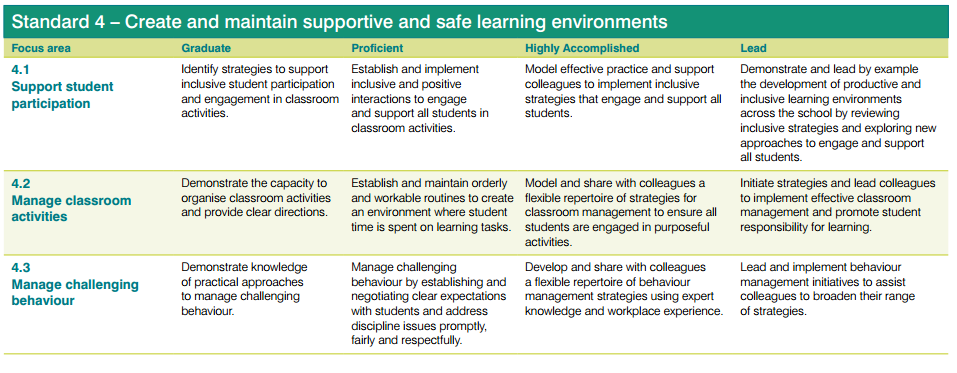 Standard 4 – Create and maintain supportive and safe learning environments
Focus area
Graduate
Proficient
Highly Accomplished
Lead
4.1
Support student
participation
Identify strategies to support
inclusive student participation
and engagement in classroom
activities.
Establish and implement
inclusive and positive
interactions to engage
and support all students in
classroom activities.
Model effective practice and support
colleagues to implement inclusive
strategies that engage and support all
students.
Demonstrate and lead by example
the development of productive and
inclusive learning environments
across the school by reviewing
inclusive strategies and exploring new
approaches to engage and support
all students.
4.2
Manage classroom
activities
Demonstrate the capacity to
organise classroom activities
and provide clear directions.
Establish and maintain orderly
and workable routines to create
an environment where student
time is spent on learning tasks.
Model and share with colleagues a
flexible repertoire of strategies for
classroom management to ensure all
students are engaged in purposeful
activities.
Initiate strategies and lead colleagues
to implement effective classroom
management and promote student
responsibility for learning.
4.3
Manage challenging
behaviour
Demonstrate knowledge
of practical approaches
to manage challenging
behaviour.
Manage challenging
behaviour by establishing and
negotiating clear expectations
with students and address
discipline issues promptly,
fairly and respectfully.
Develop and share with colleagues
a flexible repertoire of behaviour
management strategies using expert
knowledge and workplace experience.
Lead and implement behaviour
management initiatives to assist
colleagues to broaden their range
of strategies.